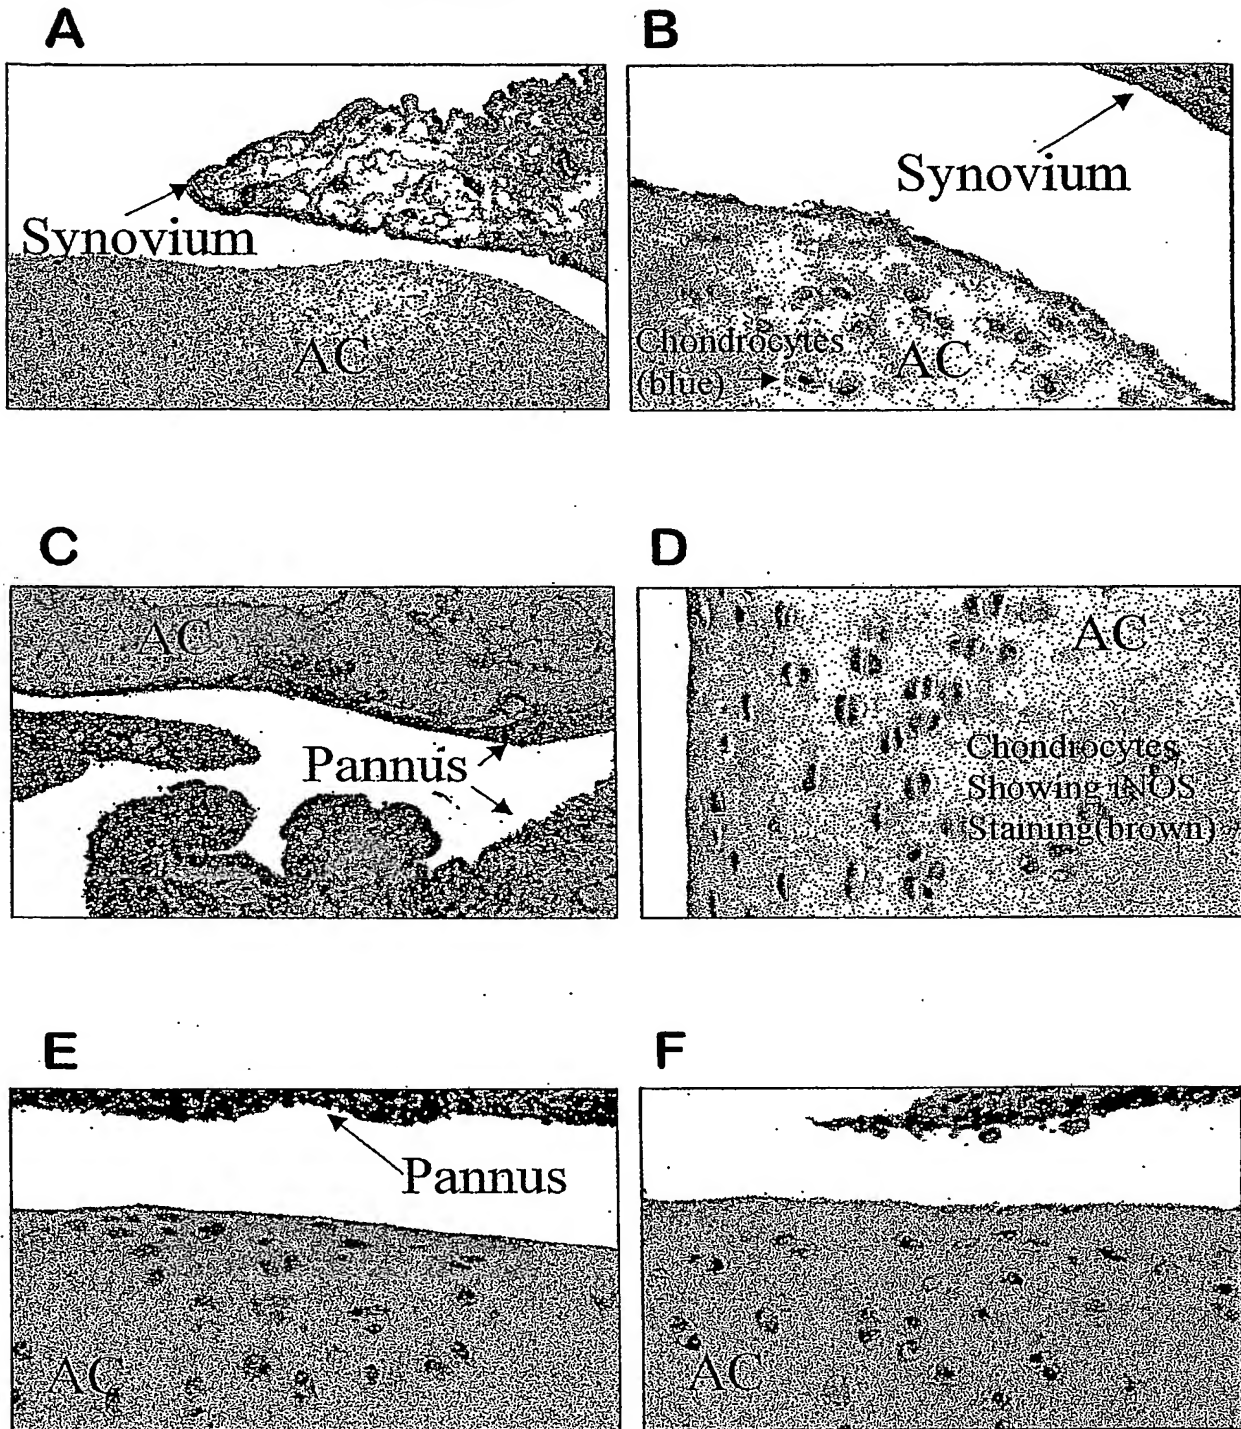 A
B
Synovium
AC
Synovium
Chondrocytes
(blue)
AC
C
D
AC
Pannus
AC
Chondrocytes
Showing iNOS
Staining(brown)
E
F
Pannus
AC
AC